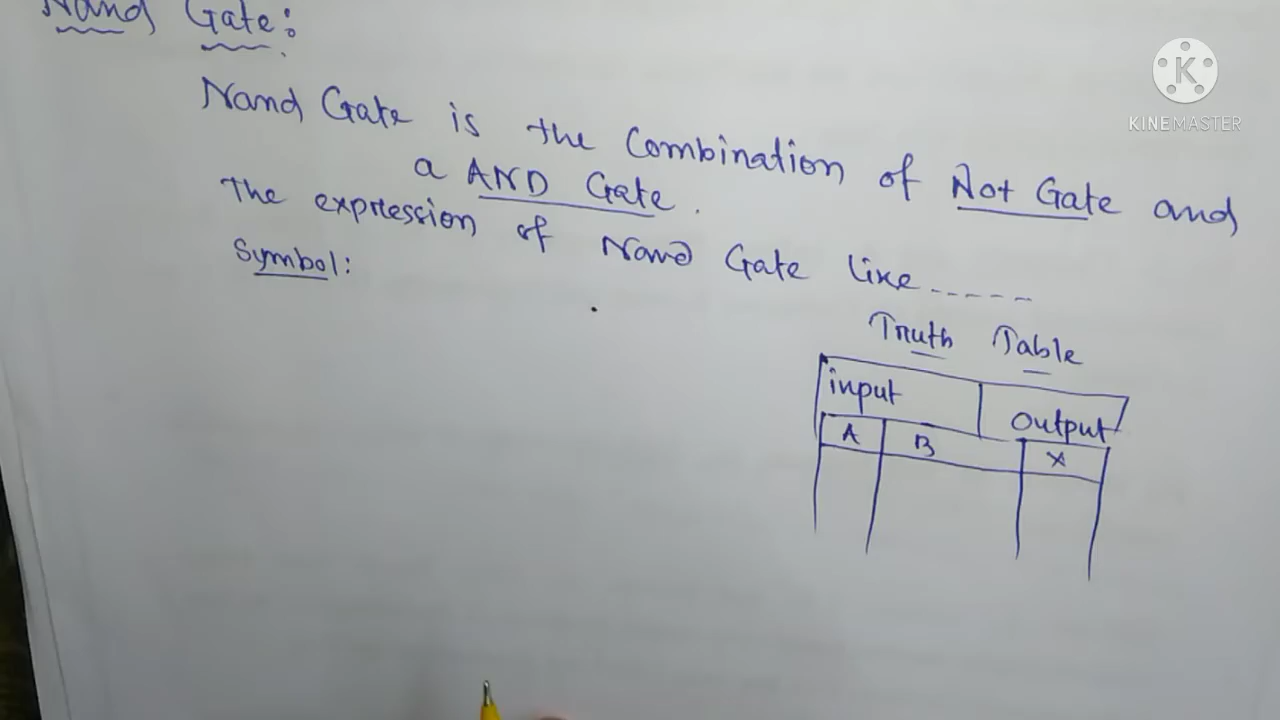 Nand Gate:
Nand Gate is the Combination of Not Gate and
a AND Gate.
The expression of Nand Gate like.....
Symbol:
Truth Table
input Output
A B X
K
KINEMASTER